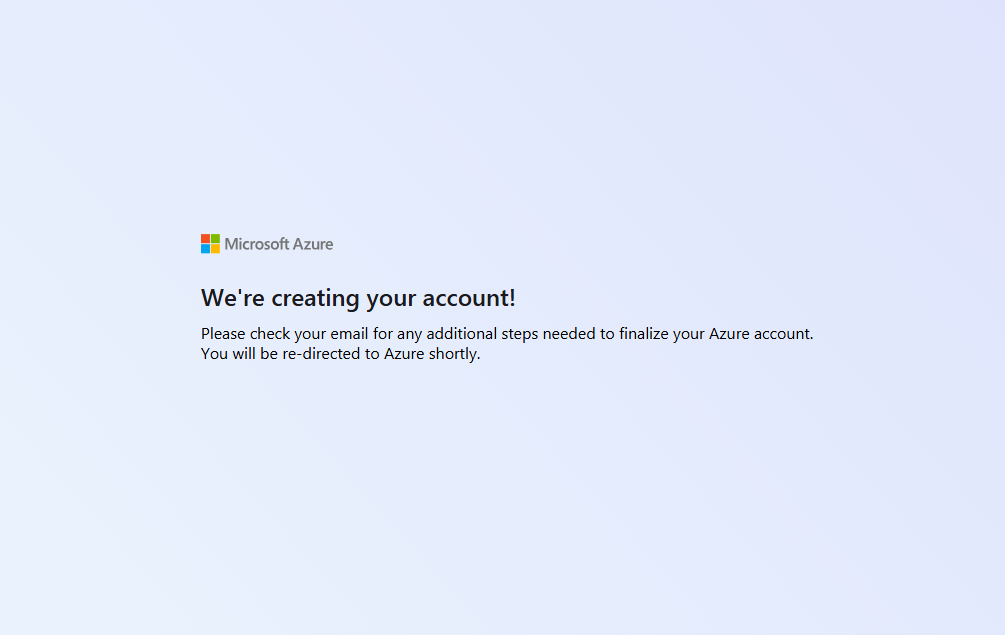 Microsoft Azure
We're creating your account!
Please check your email for any additional steps needed to finalize your Azure account.
You will be re-directed to Azure shortly.